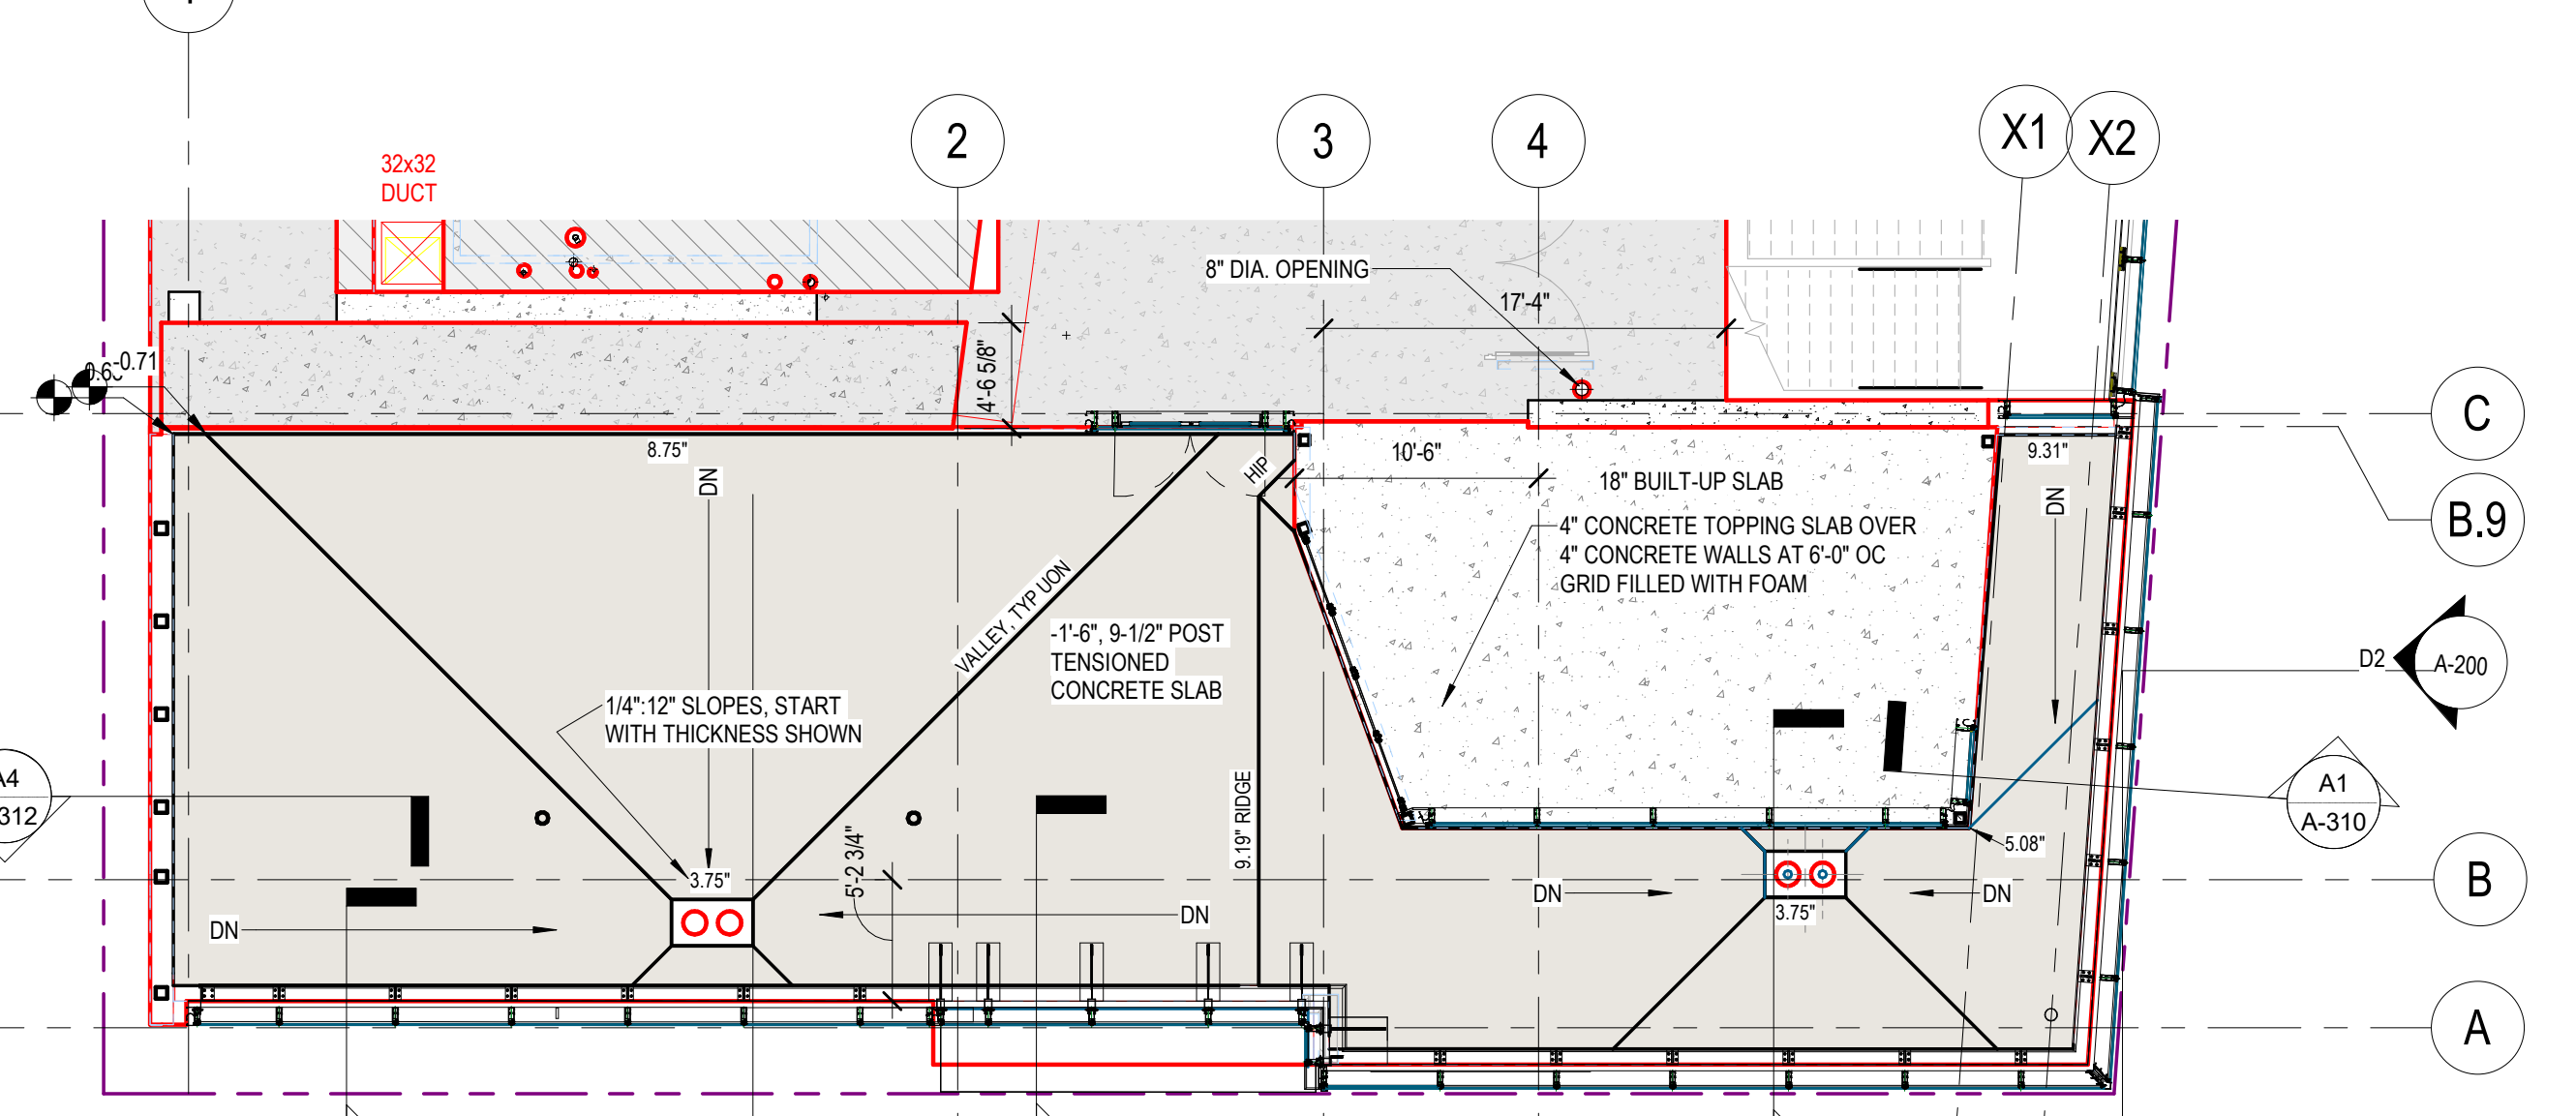 2
3
4
X1
X2
32x32
DUCT
8" DIA. OPENING
17'-4"
-0.71
4'-6 5/8"
C
8.75"
DN
HIP
10'-6"
18" BUILT-UP SLAB
9.31"
DN
4" CONCRETE TOPPING SLAB OVER
4" CONCRETE WALLS AT 6'-0" OC
GRID FILLED WITH FOAM
B.9
VALLEY, TYP UON
-1'-6", 9-1/2" POST
TENSIONED
CONCRETE SLAB
D2
A-200
1/4":12" SLOPES, START
WITH THICKNESS SHOWN
A4
312
9.19" RIDGE
A1
A-310
5'-2 3/4"
5.08"
3.75"
B
DN
DN
DN
DN
3.75"
A